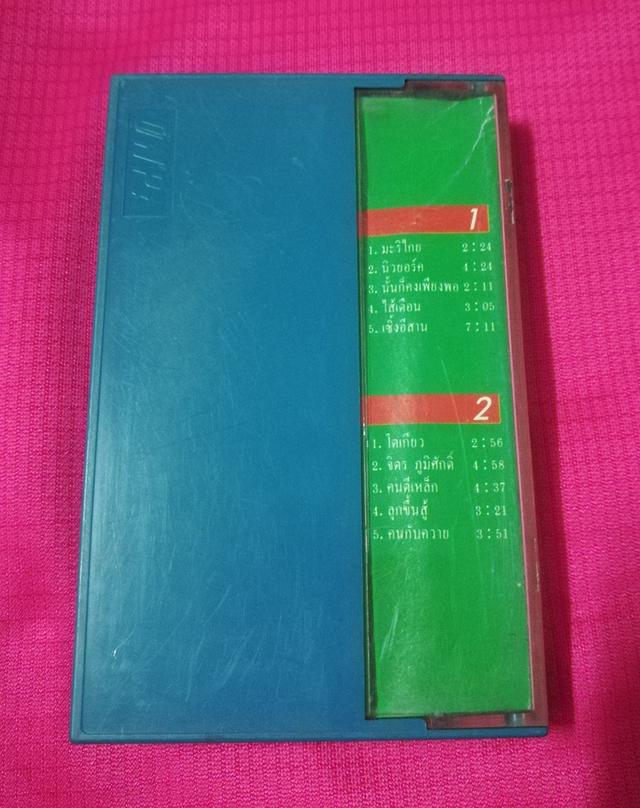 1
1. มะริไกย 2:24
2. นิวยอร์ค 4:24
3. นั้นก็คงเพียงพอ 2:11
4. ไส้เดือน 3:05
5. เซิ้งอีสาน 7:11
2
1. โตเกียว 2:56
2. จิตร ภูมิศักดิ์ 4:58
3. คนตีเหล็ก 4:37
4. ลุกขึ้นสู้ 3:21
5. คนกับควาย 3:51